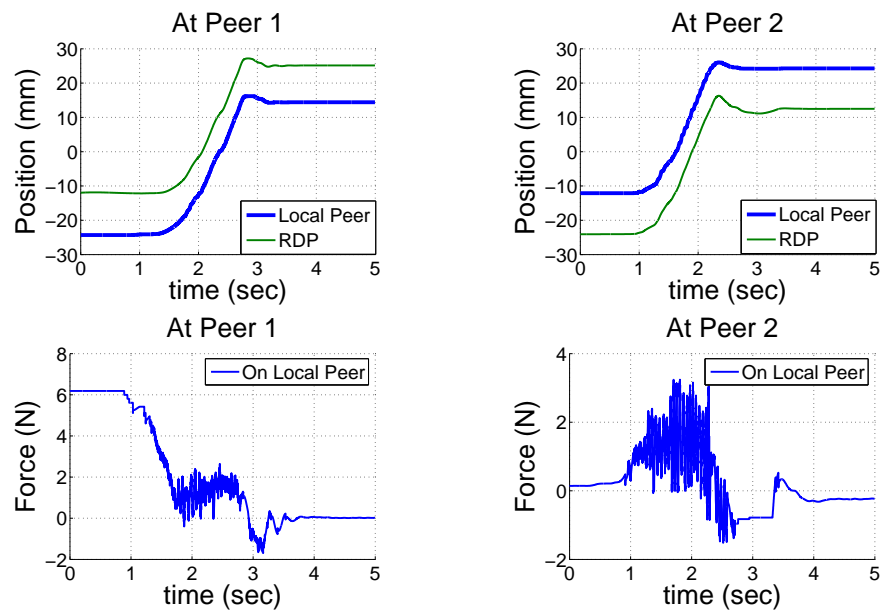 At Peer 1
Position (mm)
30
20
10
0
−10
−20
−30
Local Peer
RDP
0 1 2 3 4 5
time (sec)
At Peer 2
Position (mm)
30
20
10
0
−10
−20
−30
Local Peer
RDP
0 1 2 3 4 5
time (sec)
At Peer 1
Force (N)
8
6
4
2
0
−2
On Local Peer
0 1 2 3 4 5
time (sec)
At Peer 2
Force (N)
4
2
0
−2
On Local Peer
0 1 2 3 4 5
time (sec)